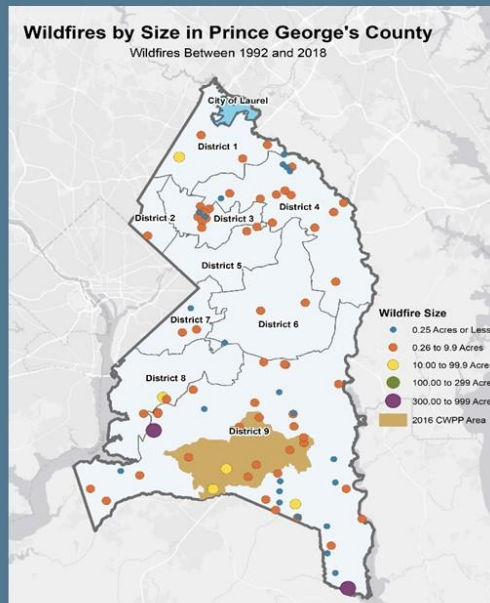 Wildfires by Size in Prince George's County
Wildfires Between 1992 and 2018
City of Laurel
District 1
District 2
District 3
District 4
District 5
District 6
District 7
District 8
District 9
Wildfire Size
0.25 Acres or Less
0.26 to 9.9 Acres
10.00 to 99.9 Acre
100.00 to 299 Acre
300.00 to 999 Acre
2016 CWPP Area